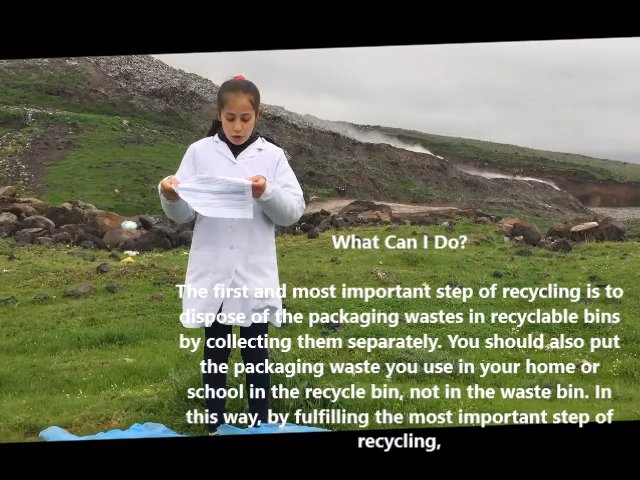 What Can I Do?
The first and most important step of recycling is to
dispose of the packaging wastes in recyclable bins
by collecting them separately. You should also put
the packaging waste you use in your home or
school in the recycle bin, not in the waste bin. In
this way, by fulfilling the most important step of
recycling,